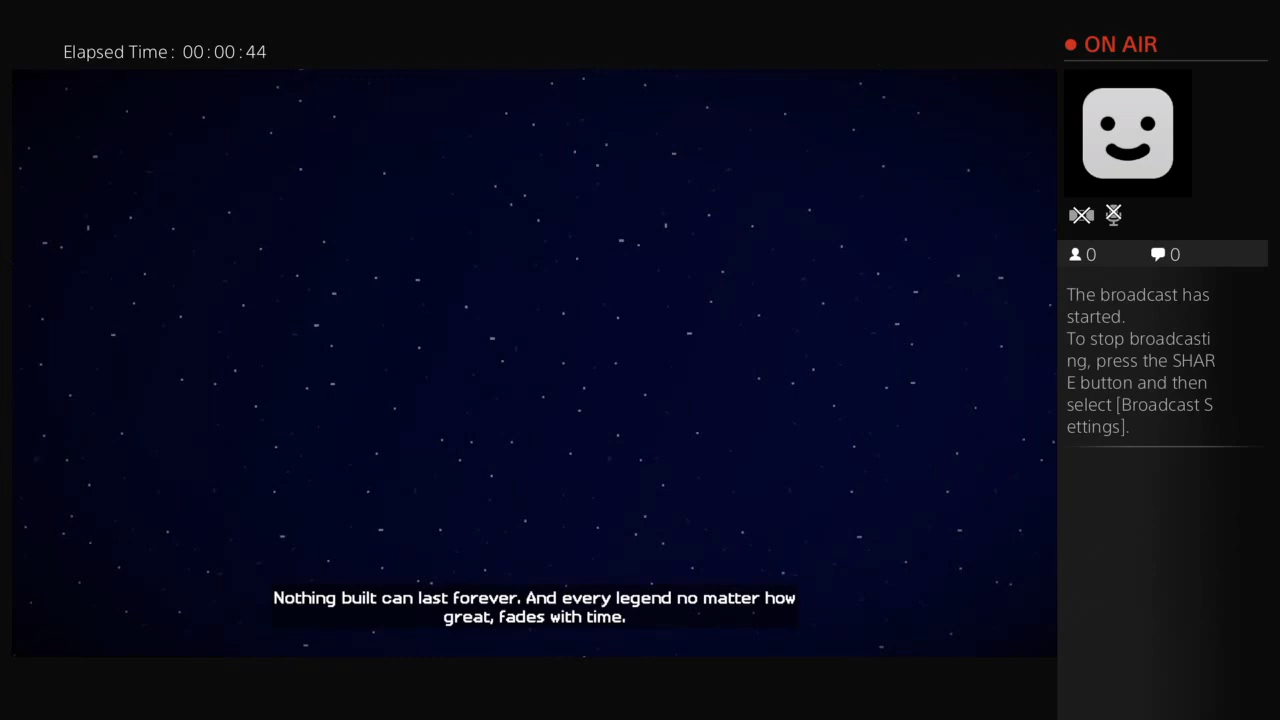 Elapsed Time: 00:00:44
ON AIR
0 0
The broadcast has
started.
To stop broadcasti
ng, press the SHAR
E button and then
select [Broadcast S
ettings].
Nothing built can last forever. And every legend no matter how
great, fades with time.